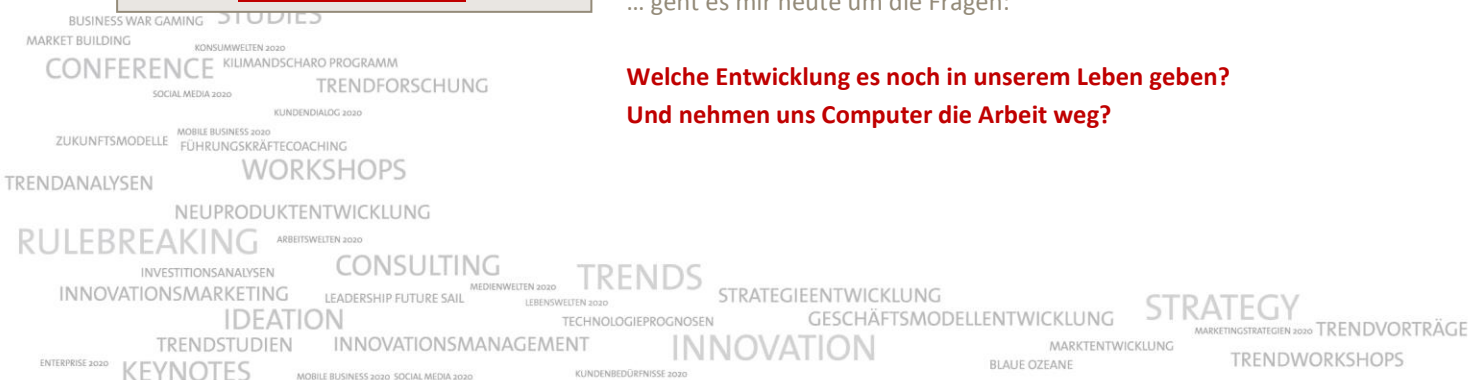 … geht es mir heute um die Fragen:
BUSINESS WAR GAMING STUDIES
MARKET BUILDING
KONSUMWELTEN 2020
CONFERENCE KILIMANDSCHARO PROGRAMM
Welche Entwicklung es noch in unserem Leben geben?
TRENDFORSCHUNG
SOCIAL MEDIA 2020
Und nehmen uns Computer die Arbeit weg?
KUNDENDIALOG 2020
MOBILE BUSINESS 2020
ZUKUNFTSMODELLE FÜHRUNGSKRÄFTECOACHING
WORKSHOPS
TRENDANALYSEN
NEUPRODUKTENTWICKLUNG
RULEBREAKING ARBEITSWELTEN 2020
INVESTITIONSANALYSEN CONSULTING TRENDS
MEDIENWELTEN 2020
INNOVATIONSMARKETING LEADERSHIP FUTURE SAIL LEBENSWELTEN 2020 STRATEGIEENTWICKLUNG STRATEGY
IDEATION TECHNOLOGIEPROGNOSEN GESCHÄFTSMODELLENTWICKLUNG MARKETINGSTRATEGIEN 2020 TRENDVORTRÄGE
TRENDSTUDIEN INNOVATIONSMANAGEMENT INNOVATION MARKTENTWICKLUNG
ENTERPRISE 2020 KEYNOTES MOBILE BUSINESS 2020 SOCIAL MEDIA 2020 KUNDENBEDÜRFNISSE 2020 BLAUE OZEANE TRENDWORKSHOPS